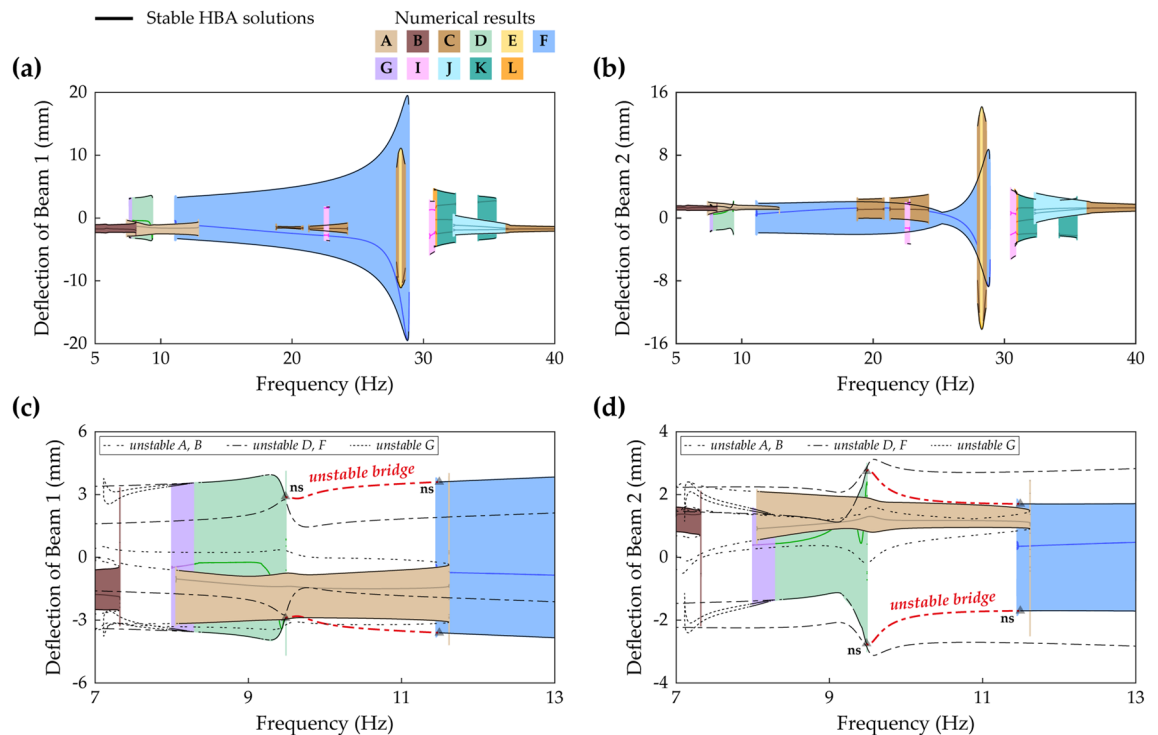 Stable HBA solutions
Numerical results
A B C D E F
G I J K L
(a)
Deflection of Beam 1 (mm)
20
10
0
-10
-20
5 10 20 30 40
Frequency (Hz)
(b)
Deflection of Beam 2 (mm)
16
8
0
-8
-16
5 10 20 30 40
Frequency (Hz)
(c)
unstable A, B unstable D, F unstable G
Deflection of Beam 1 (mm)
6
3
0
-3
-6
unstable bridge
ns
ns
7 9 11 13
Frequency (Hz)
(d)
unstable A, B unstable D, F unstable G
Deflection of Beam 2 (mm)
4
2
0
-2
-4
unstable bridge
ns
ns
7 9 11 13
Frequency (Hz)